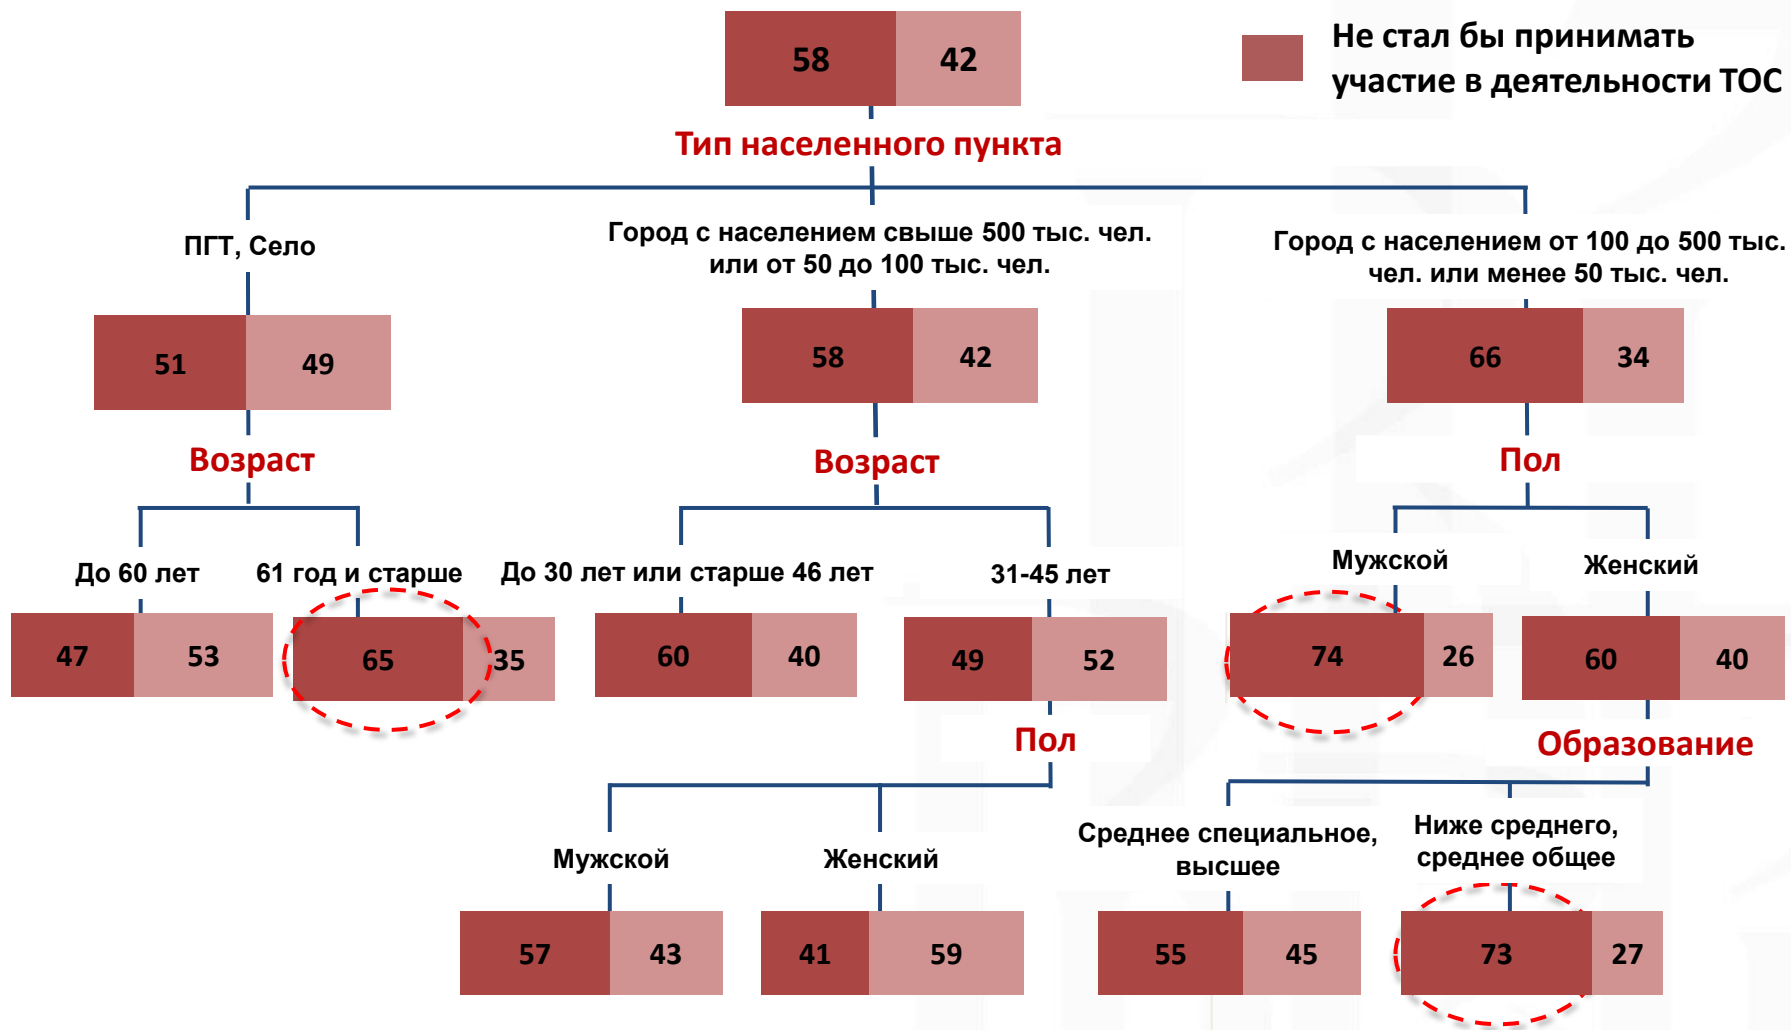 58 42
Не стал бы принимать
участие в деятельности ТОС
Тип населенного пункта
ПГТ, Село
Город с населением свыше 500 тыс. чел.
или от 50 до 100 тыс. чел.
Город с населением от 100 до 500 тыс.
чел. или менее 50 тыс. чел.
51 49
58 42
66 34
Возраст
Возраст
Пол
До 60 лет
61 год и старше
До 30 лет или старше 46 лет
31-45 лет
Мужской
Женский
47 53
65 35
60 40
49 52
74 26
60 40
Пол
Образование
Мужской
Женский
Среднее специальное,
высшее
Ниже среднего,
среднее общее
57 43
41 59
55 45
73 27